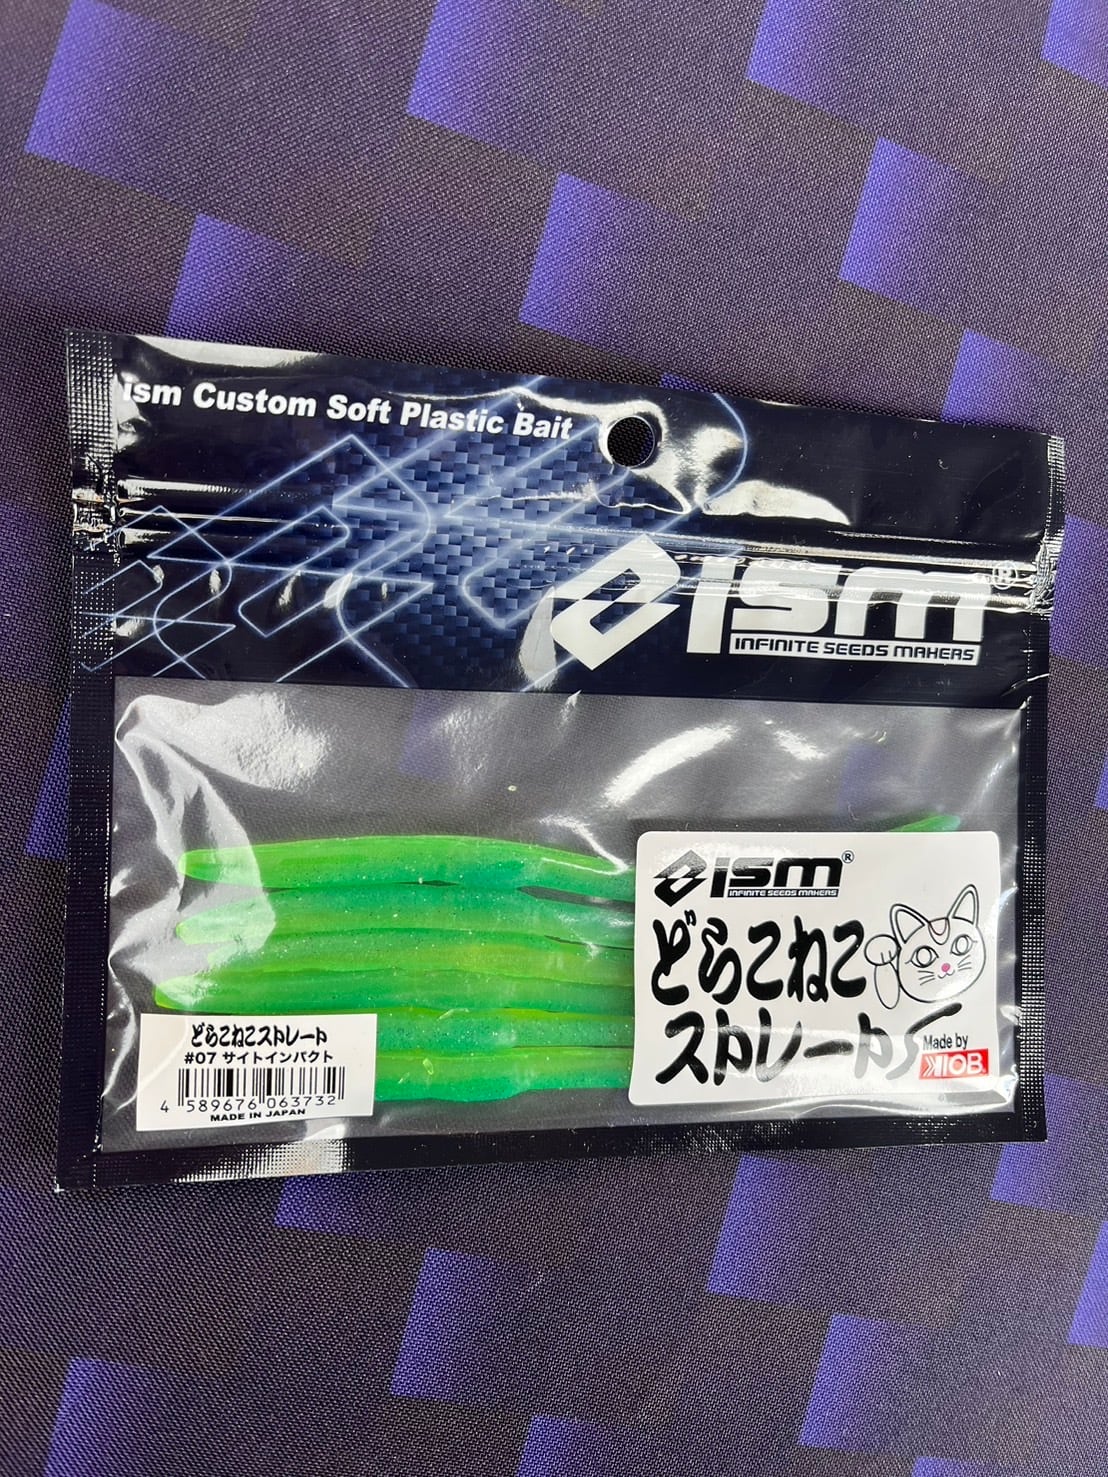 ism Custom Soft Plastic Bait
ism®
INFINITE SEEDS MAKERS
ism®
INFINITE SEEDS MAKERS
どらこねこ
ストレート
Made by
KIOB.
どらこねこストレート
#07 サイトインパクト
4 589676 063732
MADE IN JAPAN